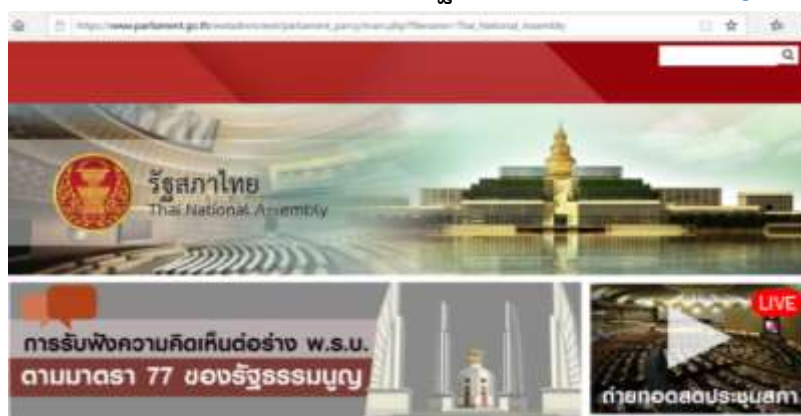 รัฐสภาไทย
Thai National Assembly
การรับฟังความคิดเห็นต่อร่าง พ.ร.บ.
ตามมาตรา 77 ของรัฐธรรมนูญ
LIVE
ถ่ายทอดสดประชุมสภา